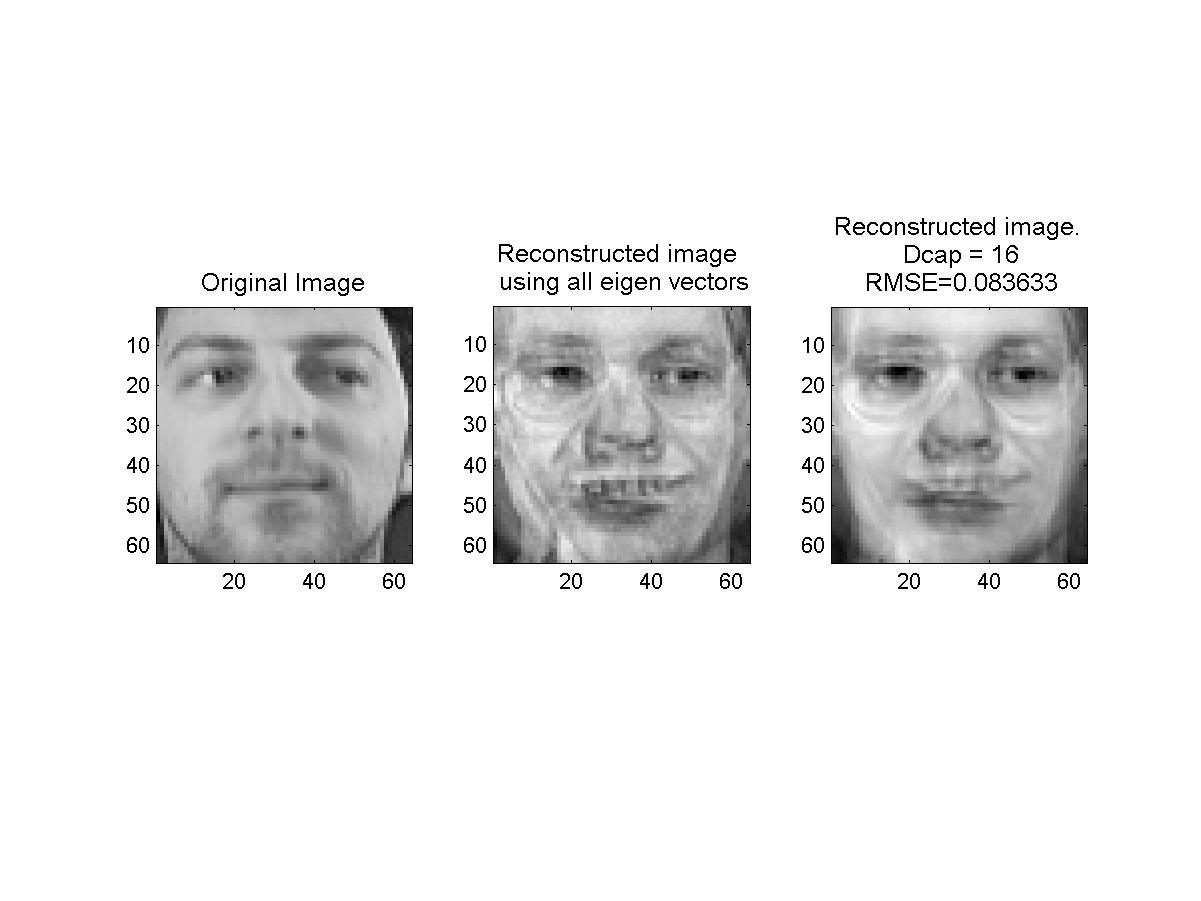 Original Image
10
20
30
40
50
60
20 40 60
Reconstructed image
using all eigen vectors
10
20
30
40
50
60
20 40 60
Reconstructed image.
Dcap = 16
RMSE=0.083633
10
20
30
40
50
60
20 40 60